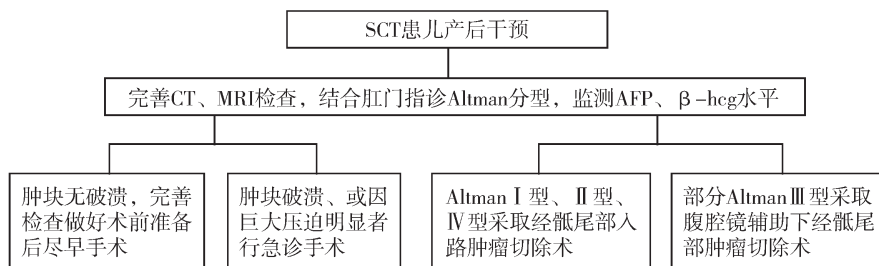 SCT患儿产后干预
完善CT、MRI检查，结合肛门指诊Altman分型，监测AFP、β-hcg水平
肿块无破溃，完善
检查做好术前准备
后尽早手术
肿块破溃、或因
巨大压迫明显者
行急诊手术
AltmanⅠ型、Ⅱ型、
Ⅳ型采取经骶尾部入
路肿瘤切除术
部分AltmanⅢ型采取
腹腔镜辅助下经骶尾
部肿瘤切除术